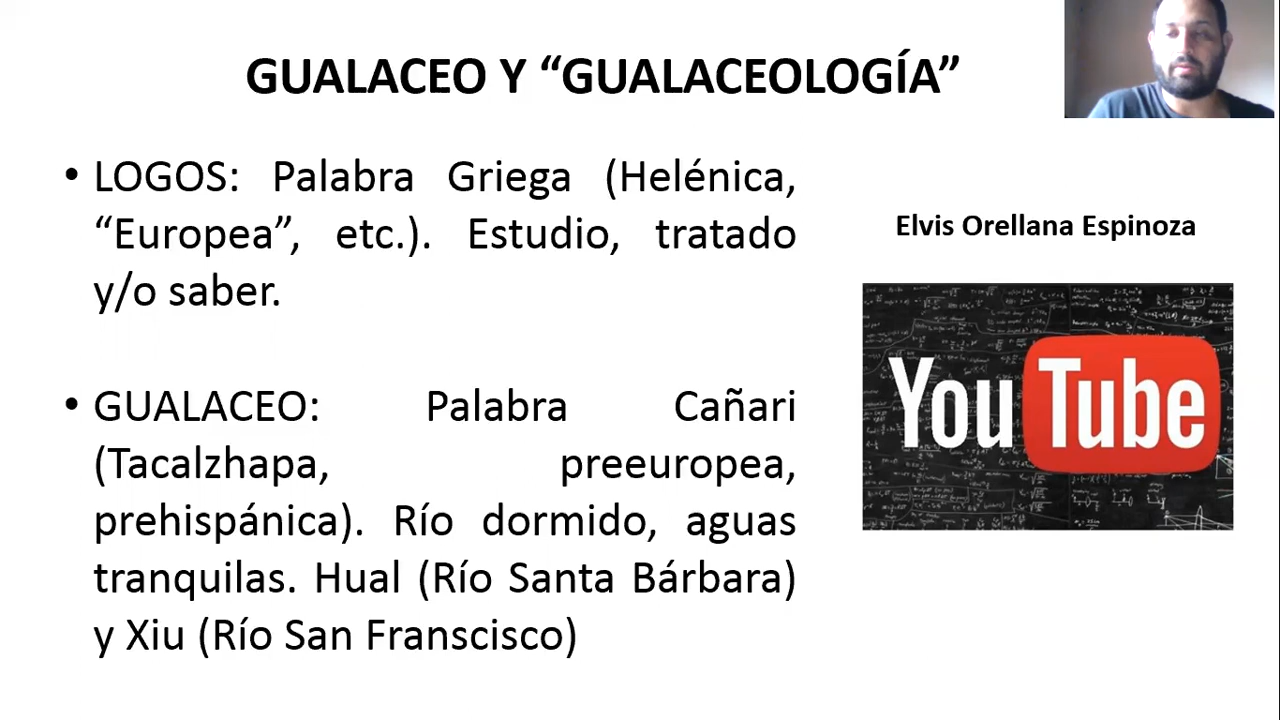 GUALACEO Y “GUALACEOLOGÍA”
• LOGOS: Palabra Griega (Helénica,
“Europea”, etc.). Estudio, tratado
y/o saber.
• GUALACEO: Palabra Cañari
(Tacalzhapa, preeuropea,
prehispánica). Río dormido, aguas
tranquilas. Hual (Río Santa Bárbara)
y Xiu (Río San Franscisco)
Elvis Orellana Espinoza
YouTube